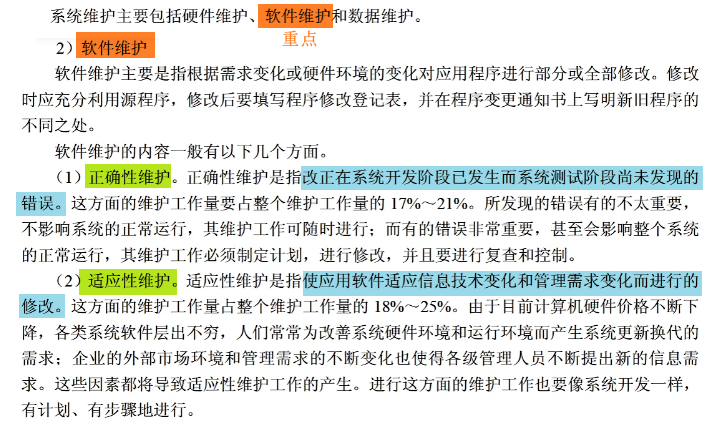 系统维护主要包括硬件维护、软件维护和数据维护。
重点
2）软件维护
软件维护主要是指根据需求变化或硬件环境的变化对应用程序进行部分或全部修改。修改
时应充分利用源程序，修改后要填写程序修改登记表，并在程序变更通知书上写明新旧程序的
不同之处。
软件维护的内容一般有以下几个方面。
（1）正确性维护。正确性维护是指改正在系统开发阶段已发生而系统测试阶段尚未发现的
错误。这方面的维护工作量要占整个维护工作量的 17%～21%。所发现的错误有的不太重要，
不影响系统的正常运行，其维护工作可随时进行；而有的错误非常重要，甚至会影响整个系统
的正常运行，其维护工作必须制定计划，进行修改，并且要进行复查和控制。
（2）适应性维护。适应性维护是指使应用软件适应信息技术变化和管理需求变化而进行的
修改。这方面的维护工作量占整个维护工作量的 18%～25%。由于目前计算机硬件价格不断下
降，各类系统软件层出不穷，人们常常为改善系统硬件环境和运行环境而产生系统更新换代的
需求；企业的外部市场环境和管理需求的不断变化也使得各级管理人员不断提出新的信息需
求。这些因素都将导致适应性维护工作的产生。进行这方面的维护工作也要像系统开发一样，
有计划、有步骤地进行。